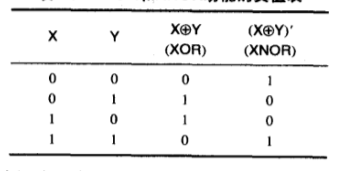 X Y X⊕Y (XOR) (X⊕Y)′ (XNOR)
0 0 0 1
0 1 1 0
1 0 1 0
1 1 0 1